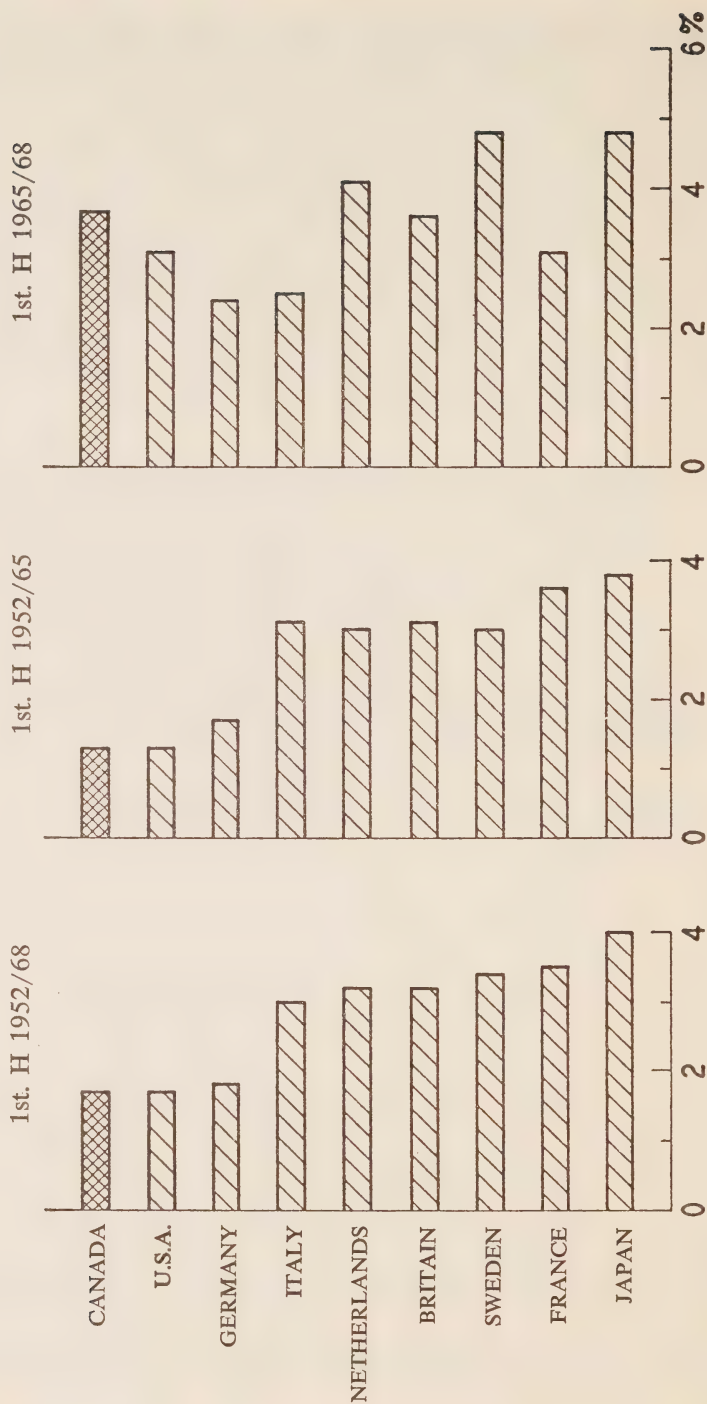 1st. H 1952/68 1st. H 1952/65 1st. H 1965/68
CANADA
U.S.A.
GERMANY
ITALY
NETHERLANDS
BRITAIN
SWEDEN
FRANCE
JAPAN
0 2 4 0 2 4 0 2 4 6%